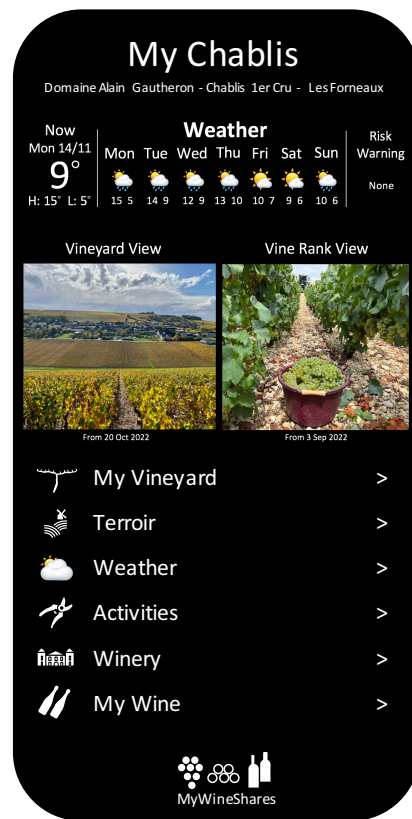 My Chablis
Domaine Alain Gautheron - Chablis 1er Cru - Les Forneaux
Now
Mon 14/11
9°
H: 15° L: 5°
Weather
Mon Tue Wed Thu Fri Sat Sun
15 5 14 9 12 9 13 10 10 7 9 6 10 6
Risk
Warning
None
Vineyard View
Vine Rank View
From 20 Oct 2022
From 3 Sep 2022
My Vineyard >
Terroir >
Weather >
Activities >
Winery >
My Wine >
MyWineShares